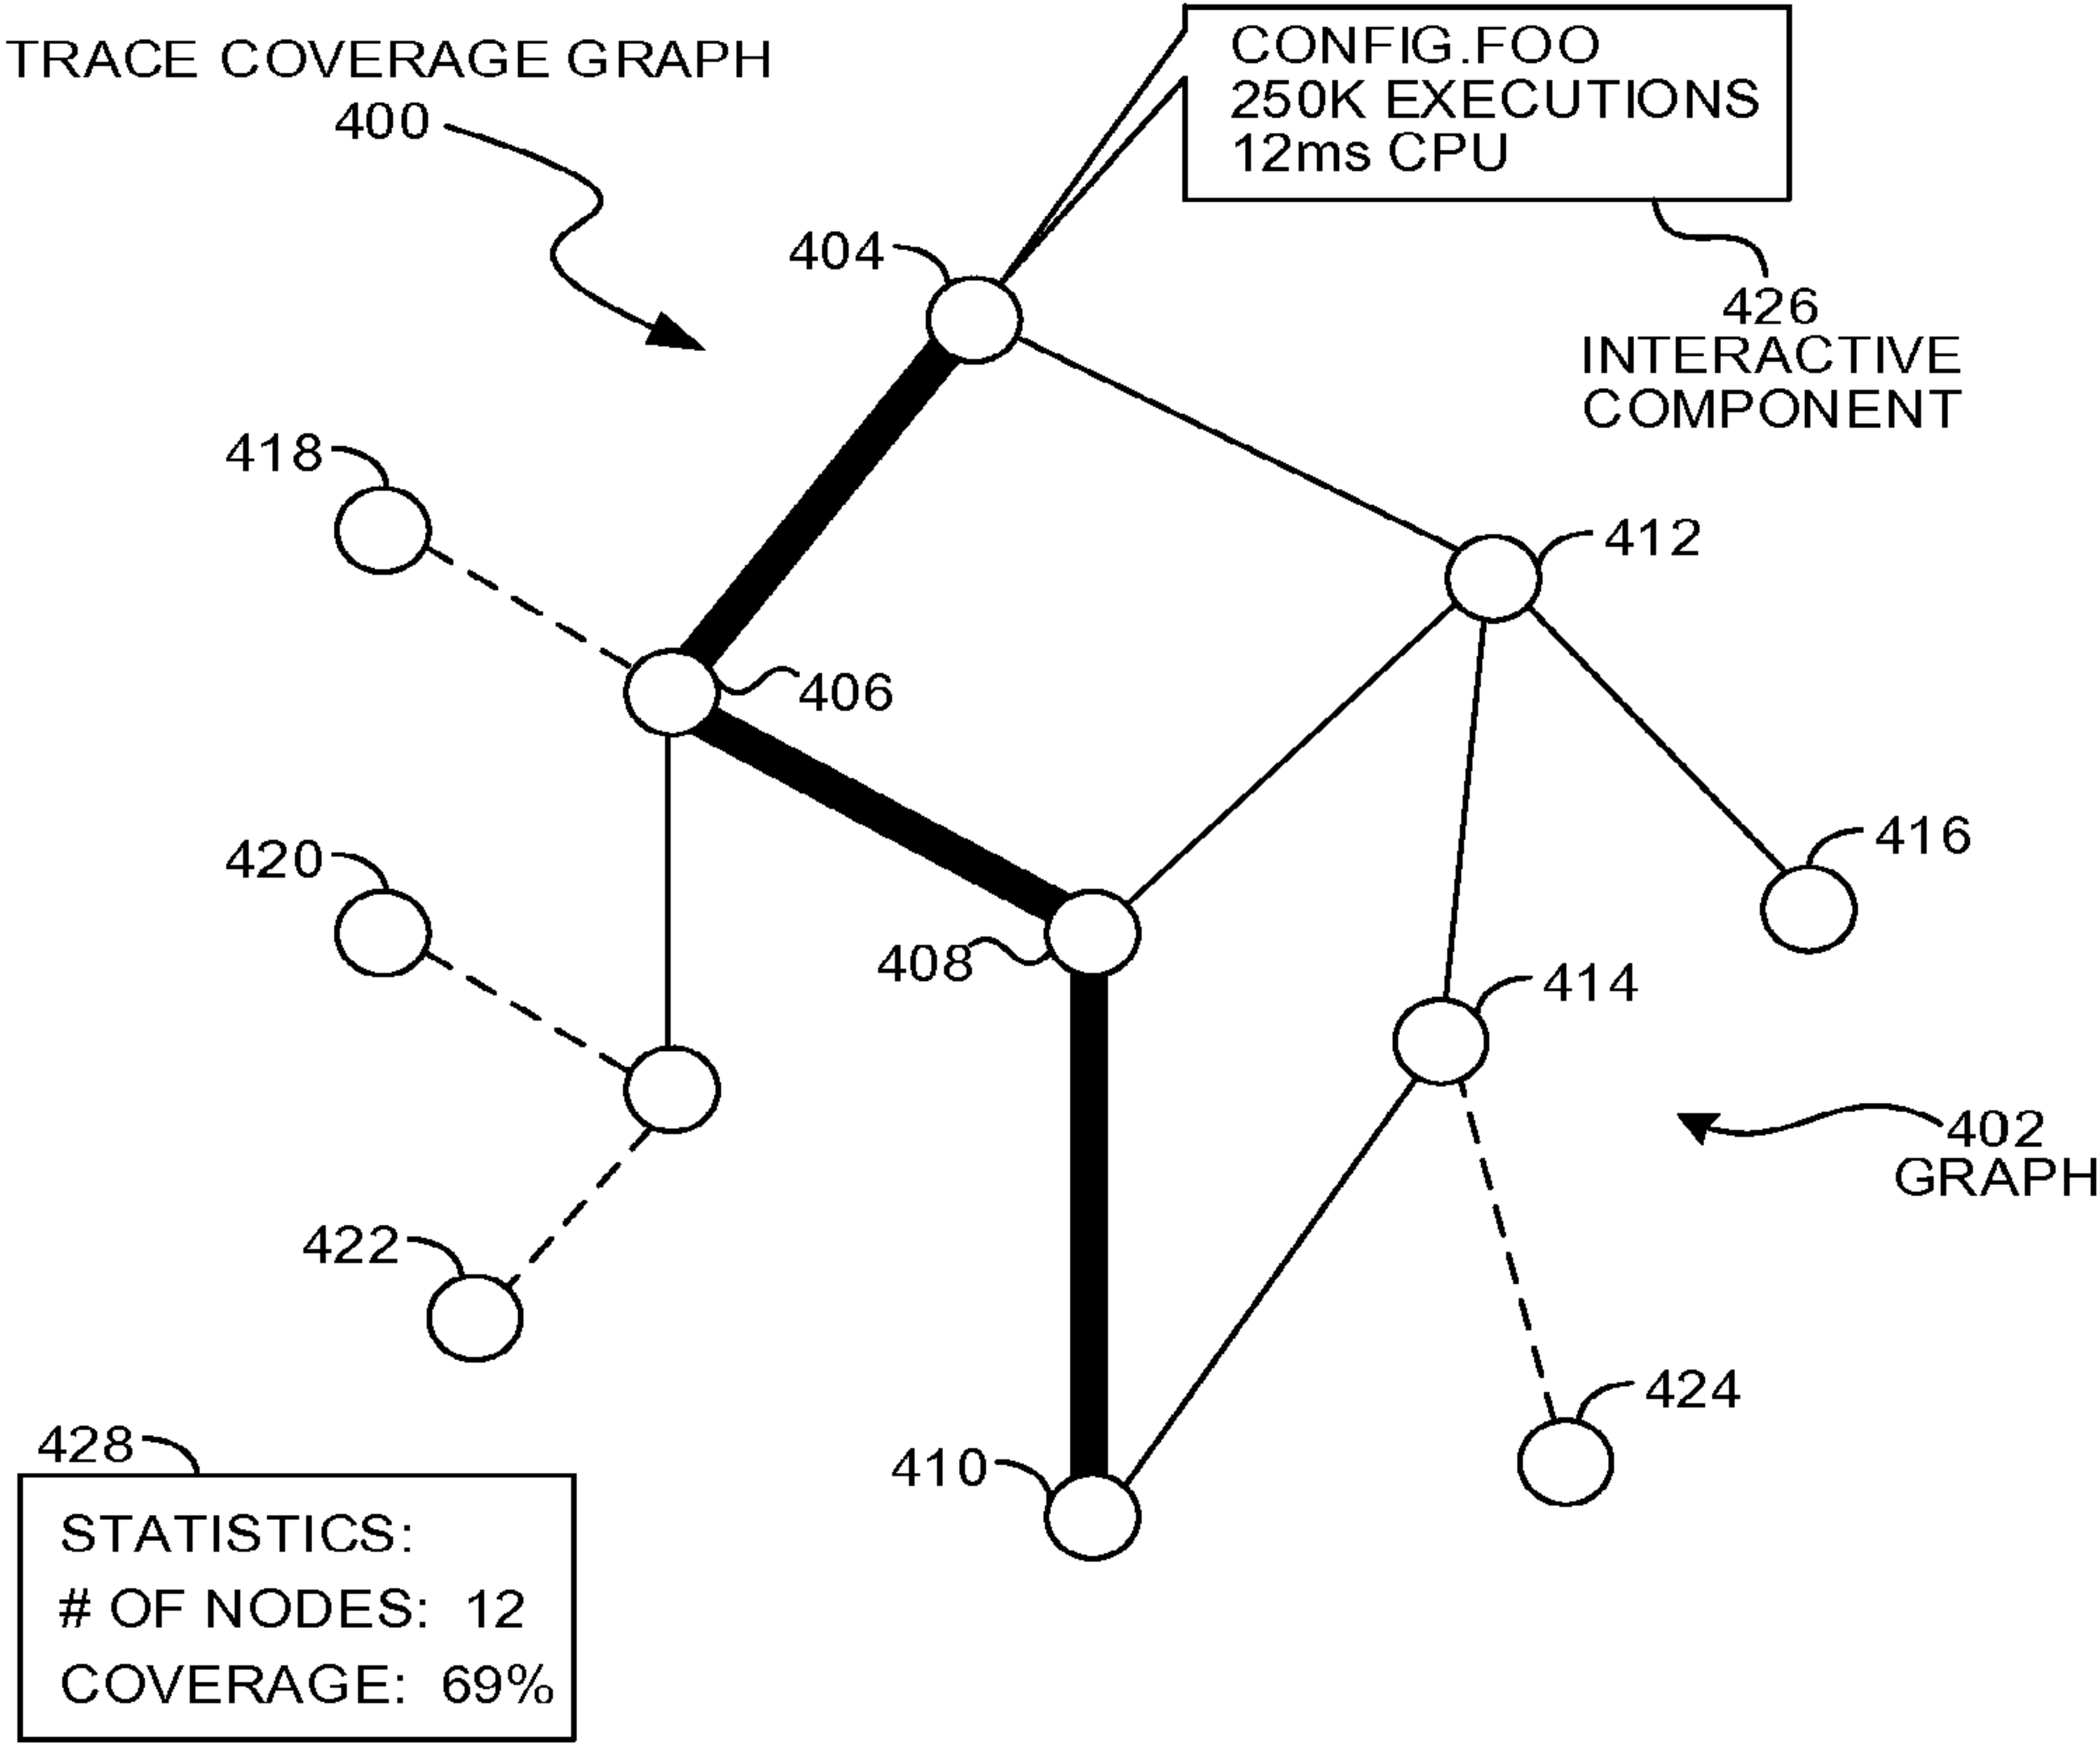 TRACE COVERAGE GRAPH
400
CONFIG.FOO
250K EXECUTIONS
12ms CPU
404
426
INTERACTIVE
COMPONENT
418
412
406
420
416
408
414
402
GRAPH
422
424
410
428
STATISTICS:
# OF NODES: 12
COVERAGE: 69%